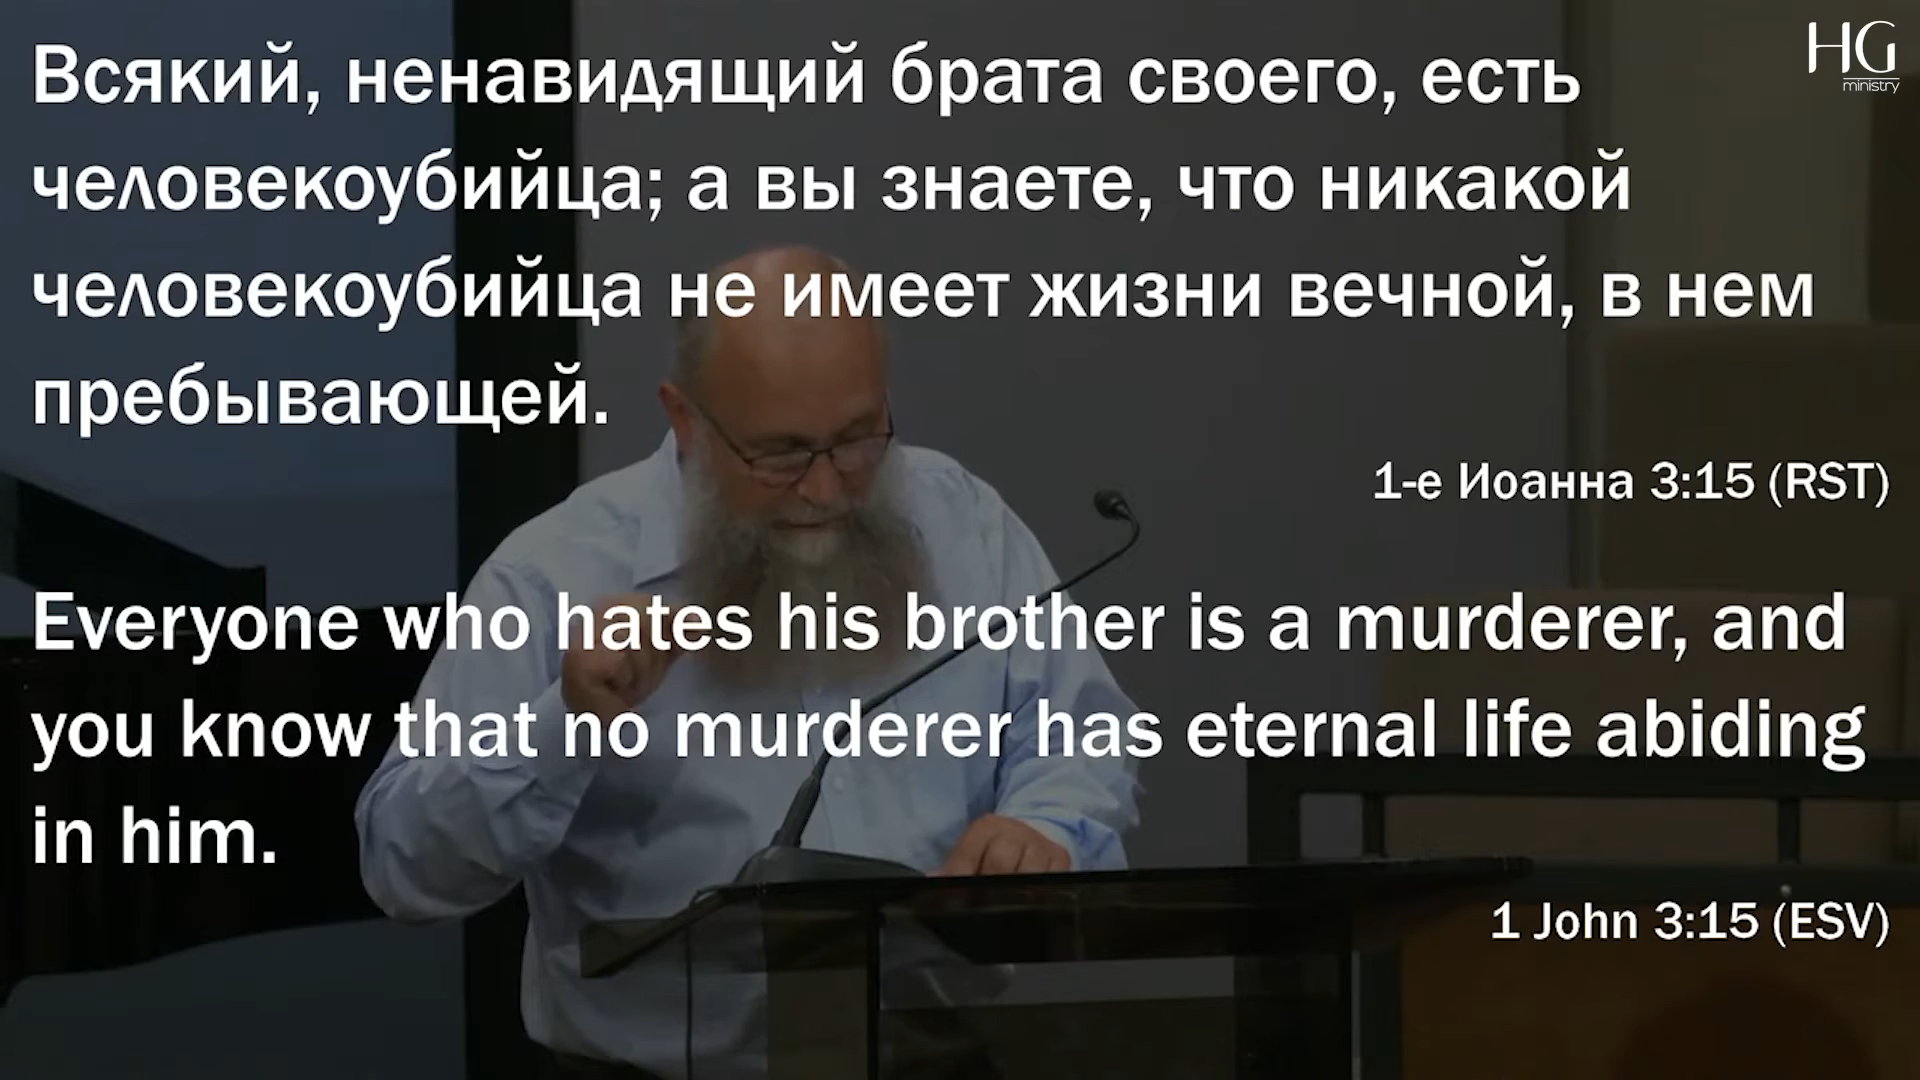 HG
ministry
Всякий, ненавидящий брата своего, есть
человекоубийца; а вы знаете, что никакой
человекоубийца не имеет жизни вечной, в нем
пребывающей.
1-е Иоанна 3:15 (RST)
Everyone who hates his brother is a murderer, and
you know that no murderer has eternal life abiding
in him.
1 John 3:15 (ESV)